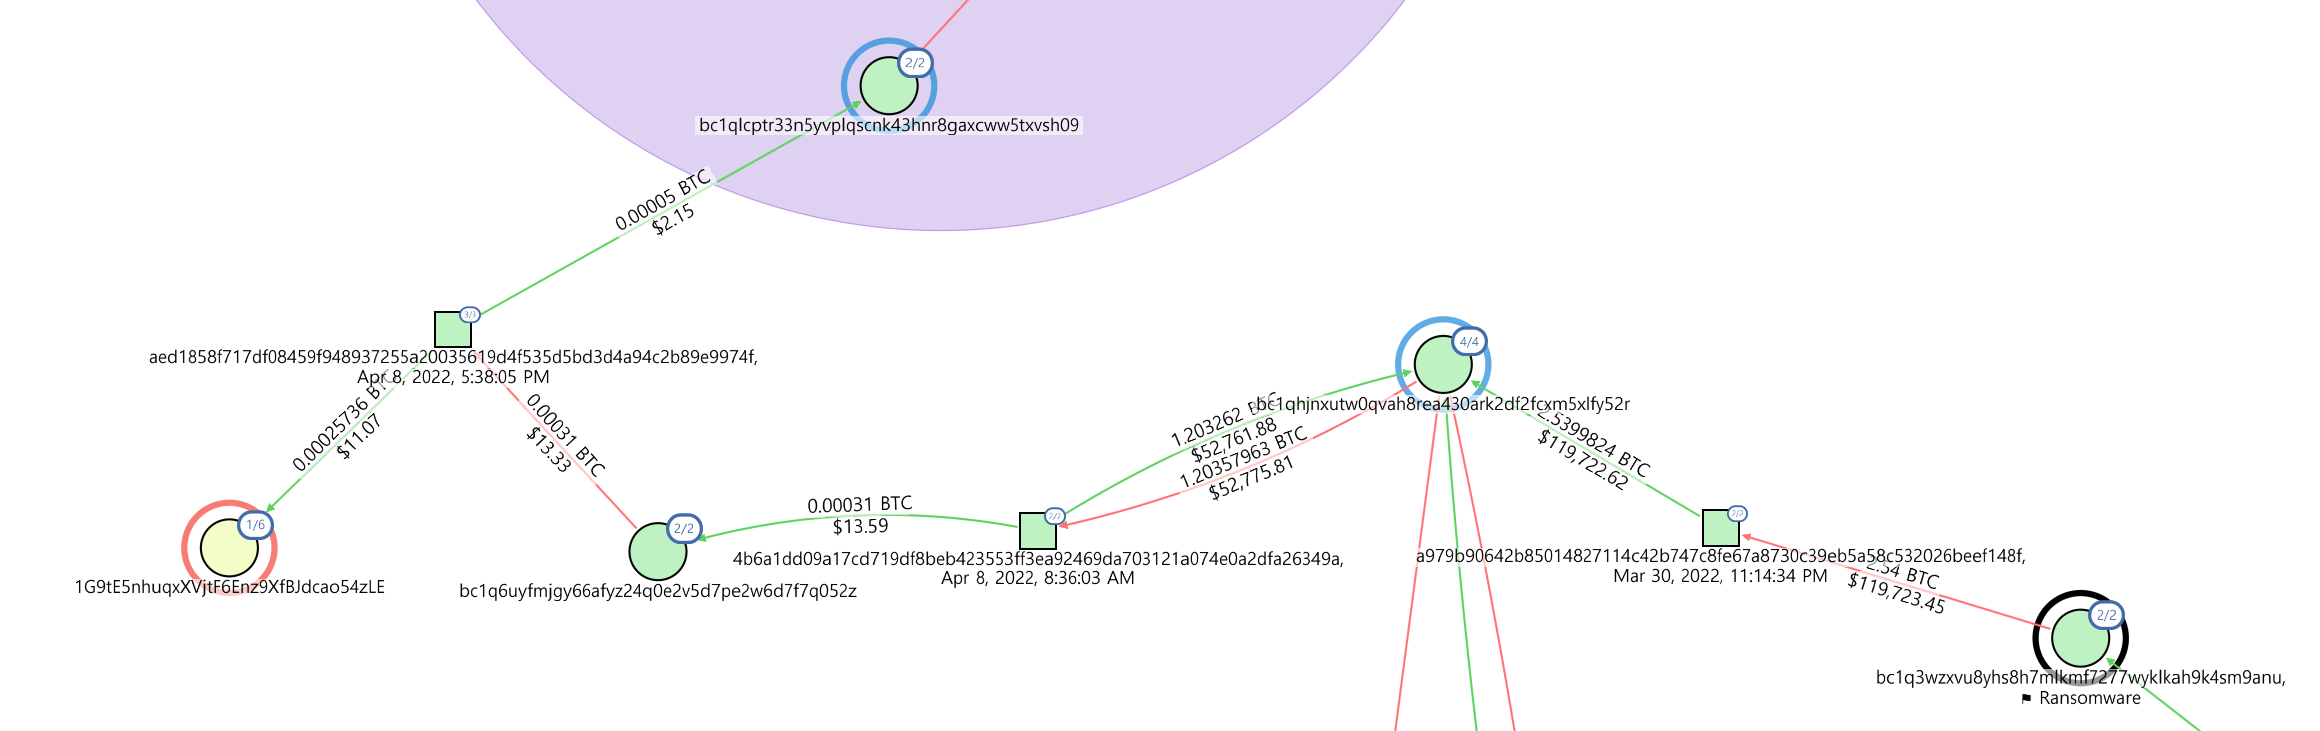 2/2
bc1qlcptr33n5yvplqscnk43hnr8gaxcww5txvsh09
0.00005 BTC
$2.15
3/3
aed1858f717df08459f948937255a20035619d4f535d5bd3d4a94c2b89e9974f,
Apr 8, 2022, 5:38:05 PM
0.00025736 BTC
$11.07
0.00031 BTC
$13.33
1/6
1G9tE5nhuqxXVjtF6Enz9XfBJdcao54zLE
2/2
bc1q6uyfmjgy66afyz24q0e2v5d7pe2w6d7f7q052z
0.00031 BTC
$13.59
2/2
4b6a1dd09a17cd719df8beb423553ff3ea92469da703121a074e0a2dfa26349a,
Apr 8, 2022, 8:36:03 AM
4/4
bc1qhjnxutw0qvah8rea430ark2df2fcxm5xlfy52r
1.203262 BTC
$52,761.88
1.20357963 BTC
$52,775.81
2.5399824 BTC
$119,722.62
2/2
a979b90642b85014827114c42b747c8fe67a8730c39eb5a58c532026beef148f,
Mar 30, 2022, 11:14:34 PM
2.54 BTC
$119,723.45
2/2
bc1q3wzxvu8yhs8h7mlkmf7277wyklkah9k4sm9anu,
Ransomware